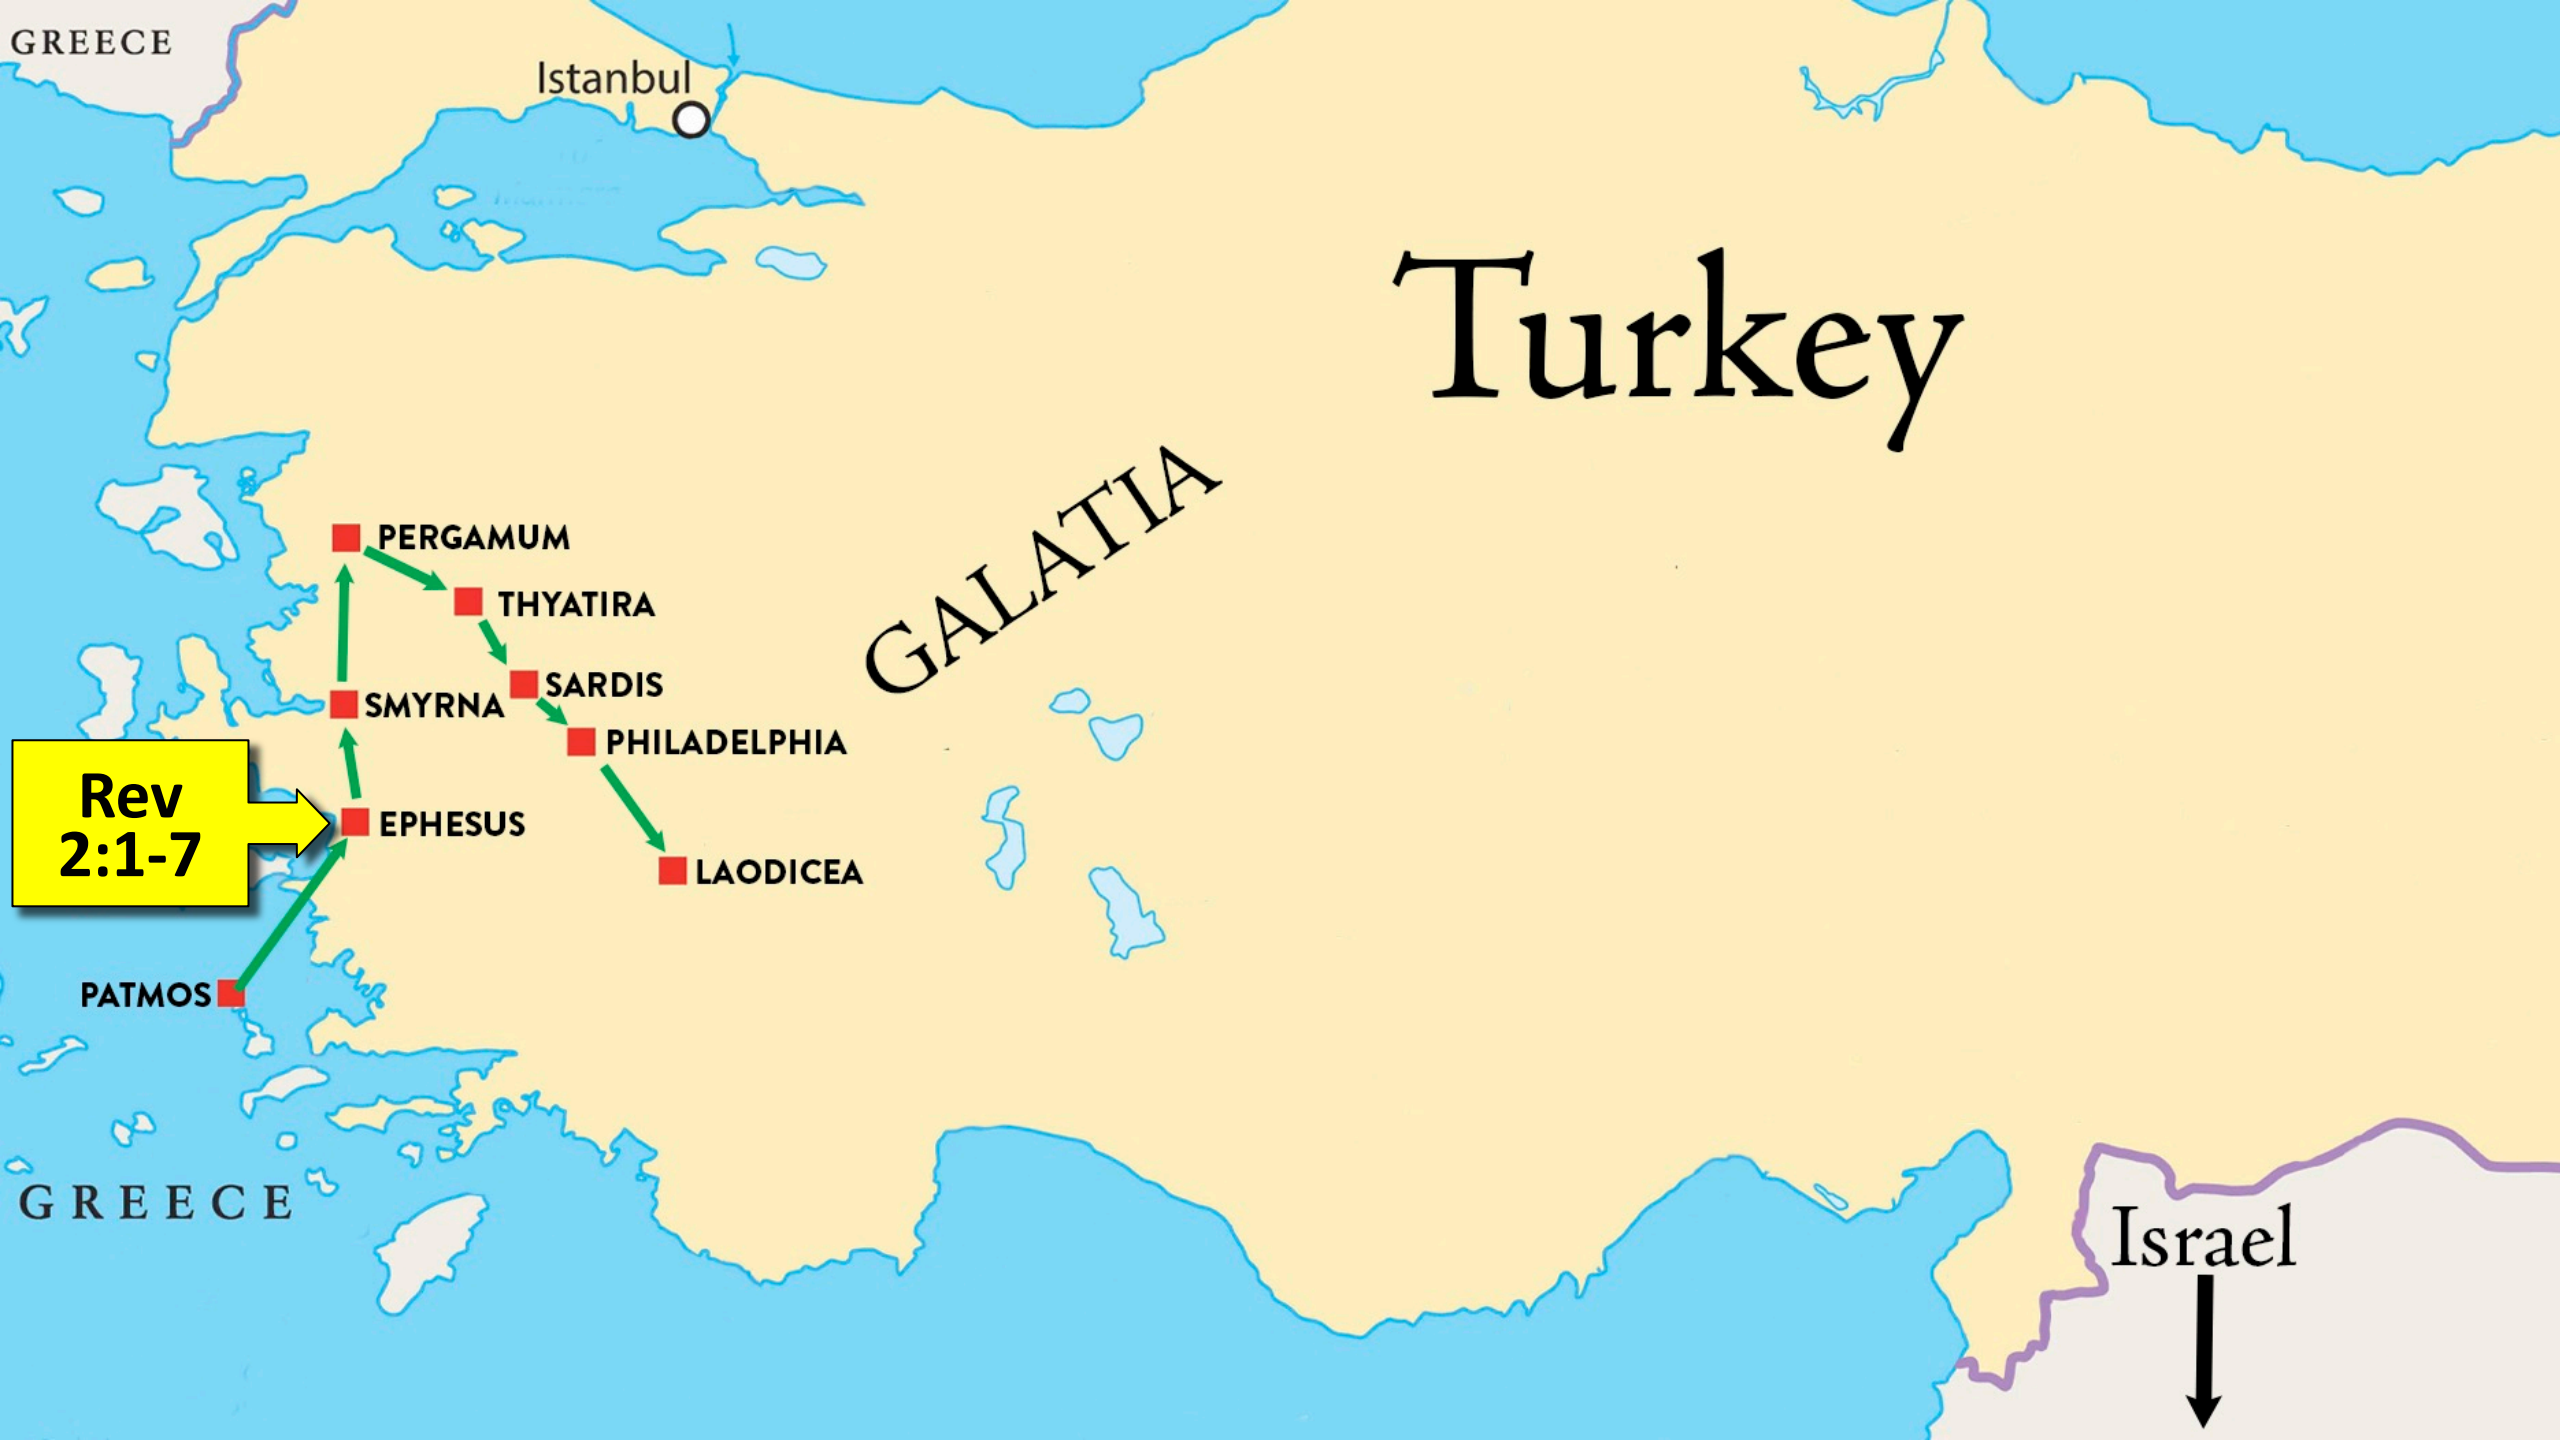 GREECE
Istanbul
Turkey
GALATIA
PERGAMUM
THYATIRA
SARDIS
SMYRNA
PHILADELPHIA
Rev
2:1-7
EPHESUS
LAODICEA
PATMOS
GREECE
Israel